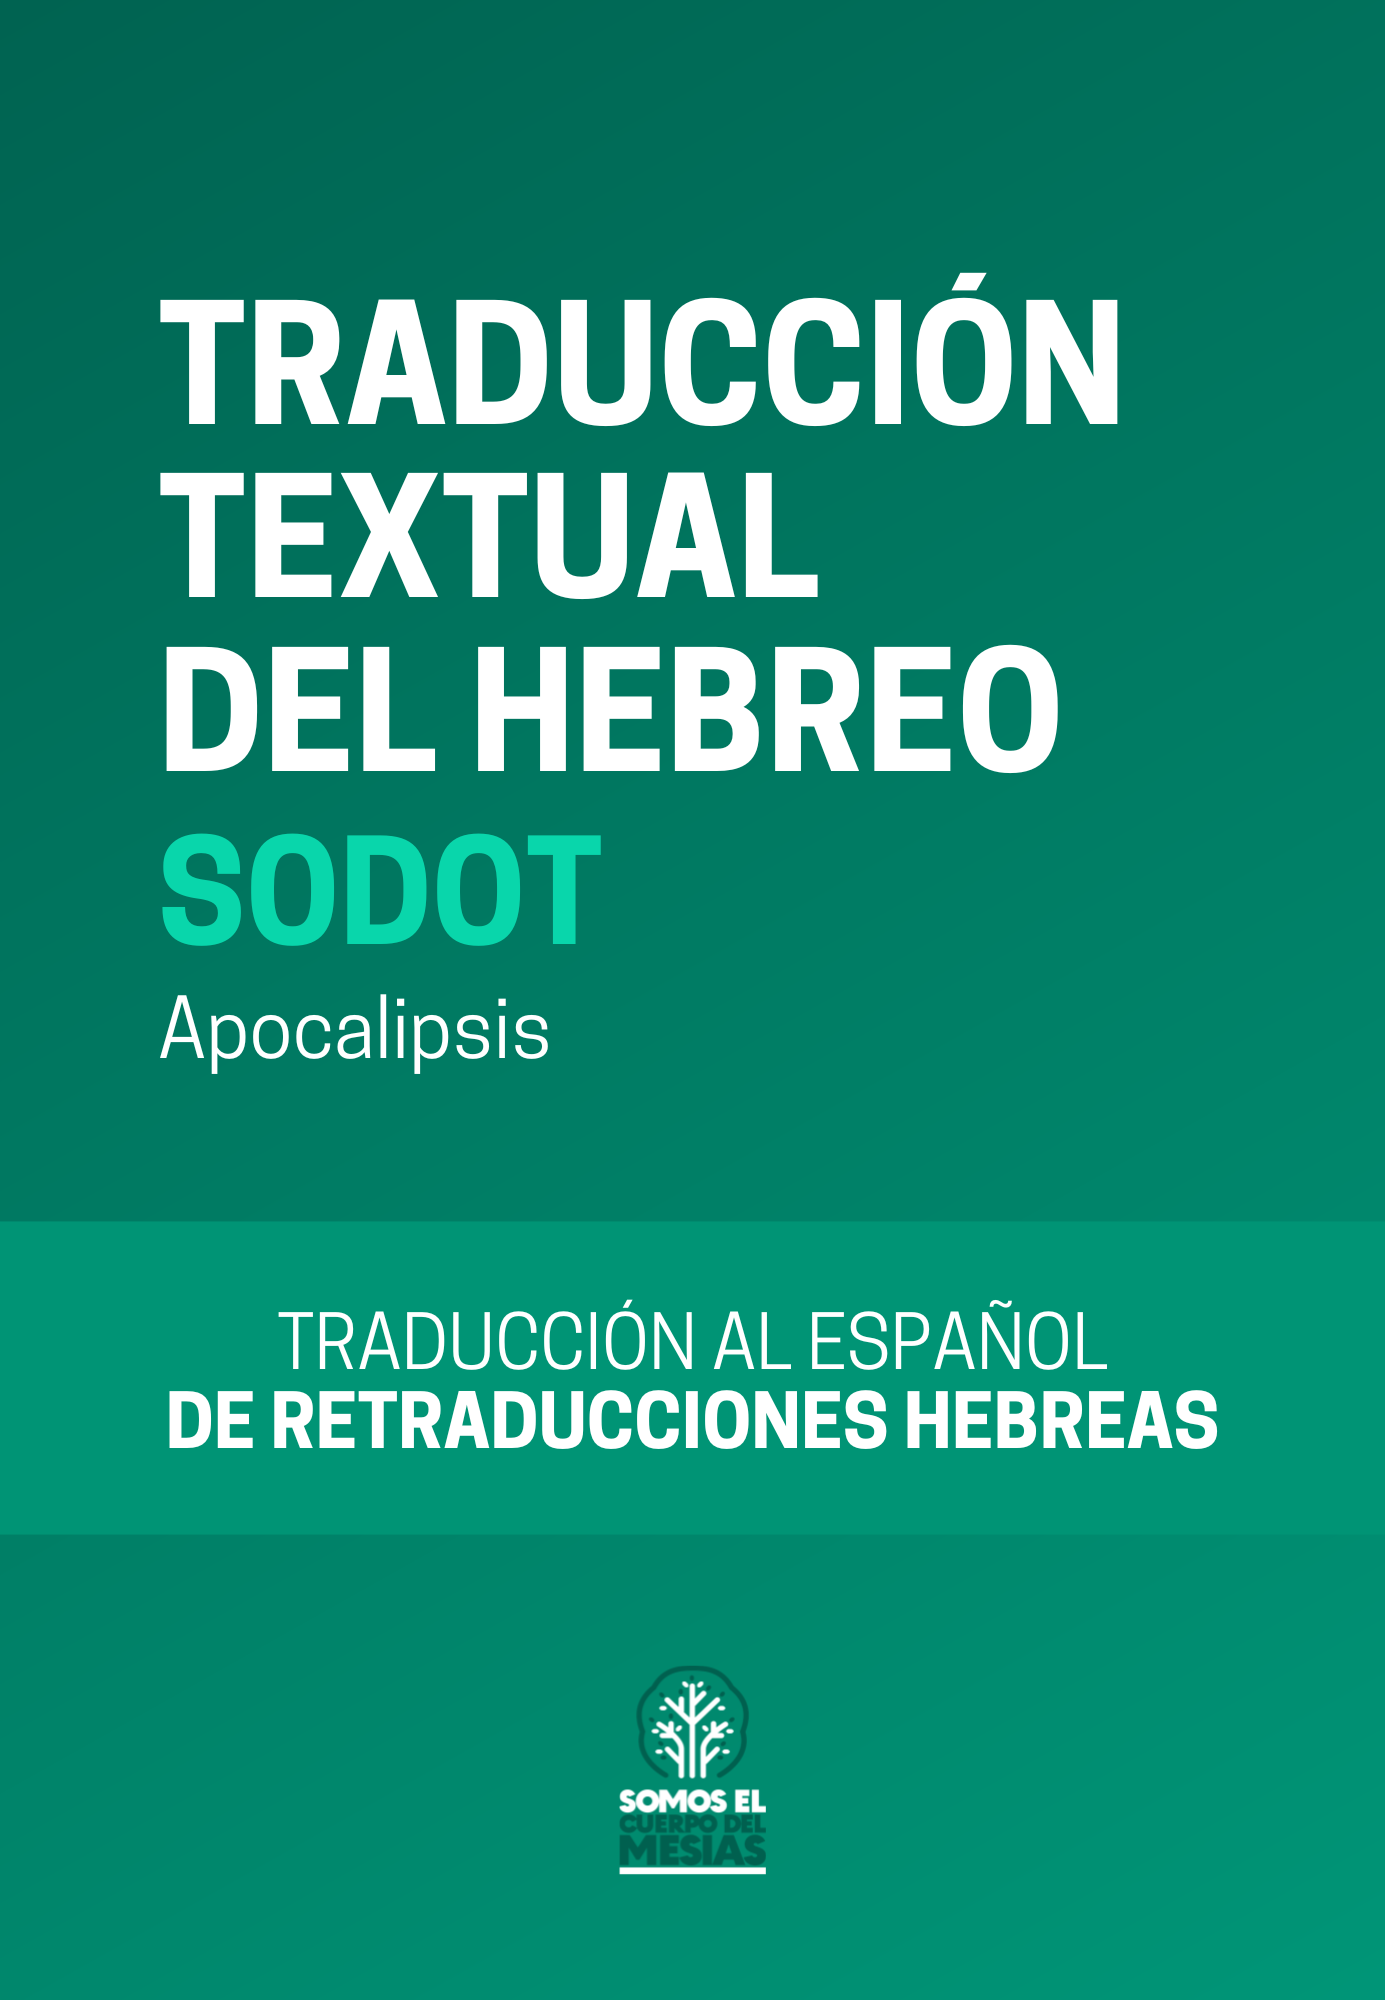 TRADUCCIÓN
TEXTUAL
DEL HEBREO
SODOT
Apocalipsis
TRADUCCIÓN AL ESPAÑOL
DE RETRADUCCIONES HEBREAS
SOMOS EL
CUERPO DEL
MESIAS